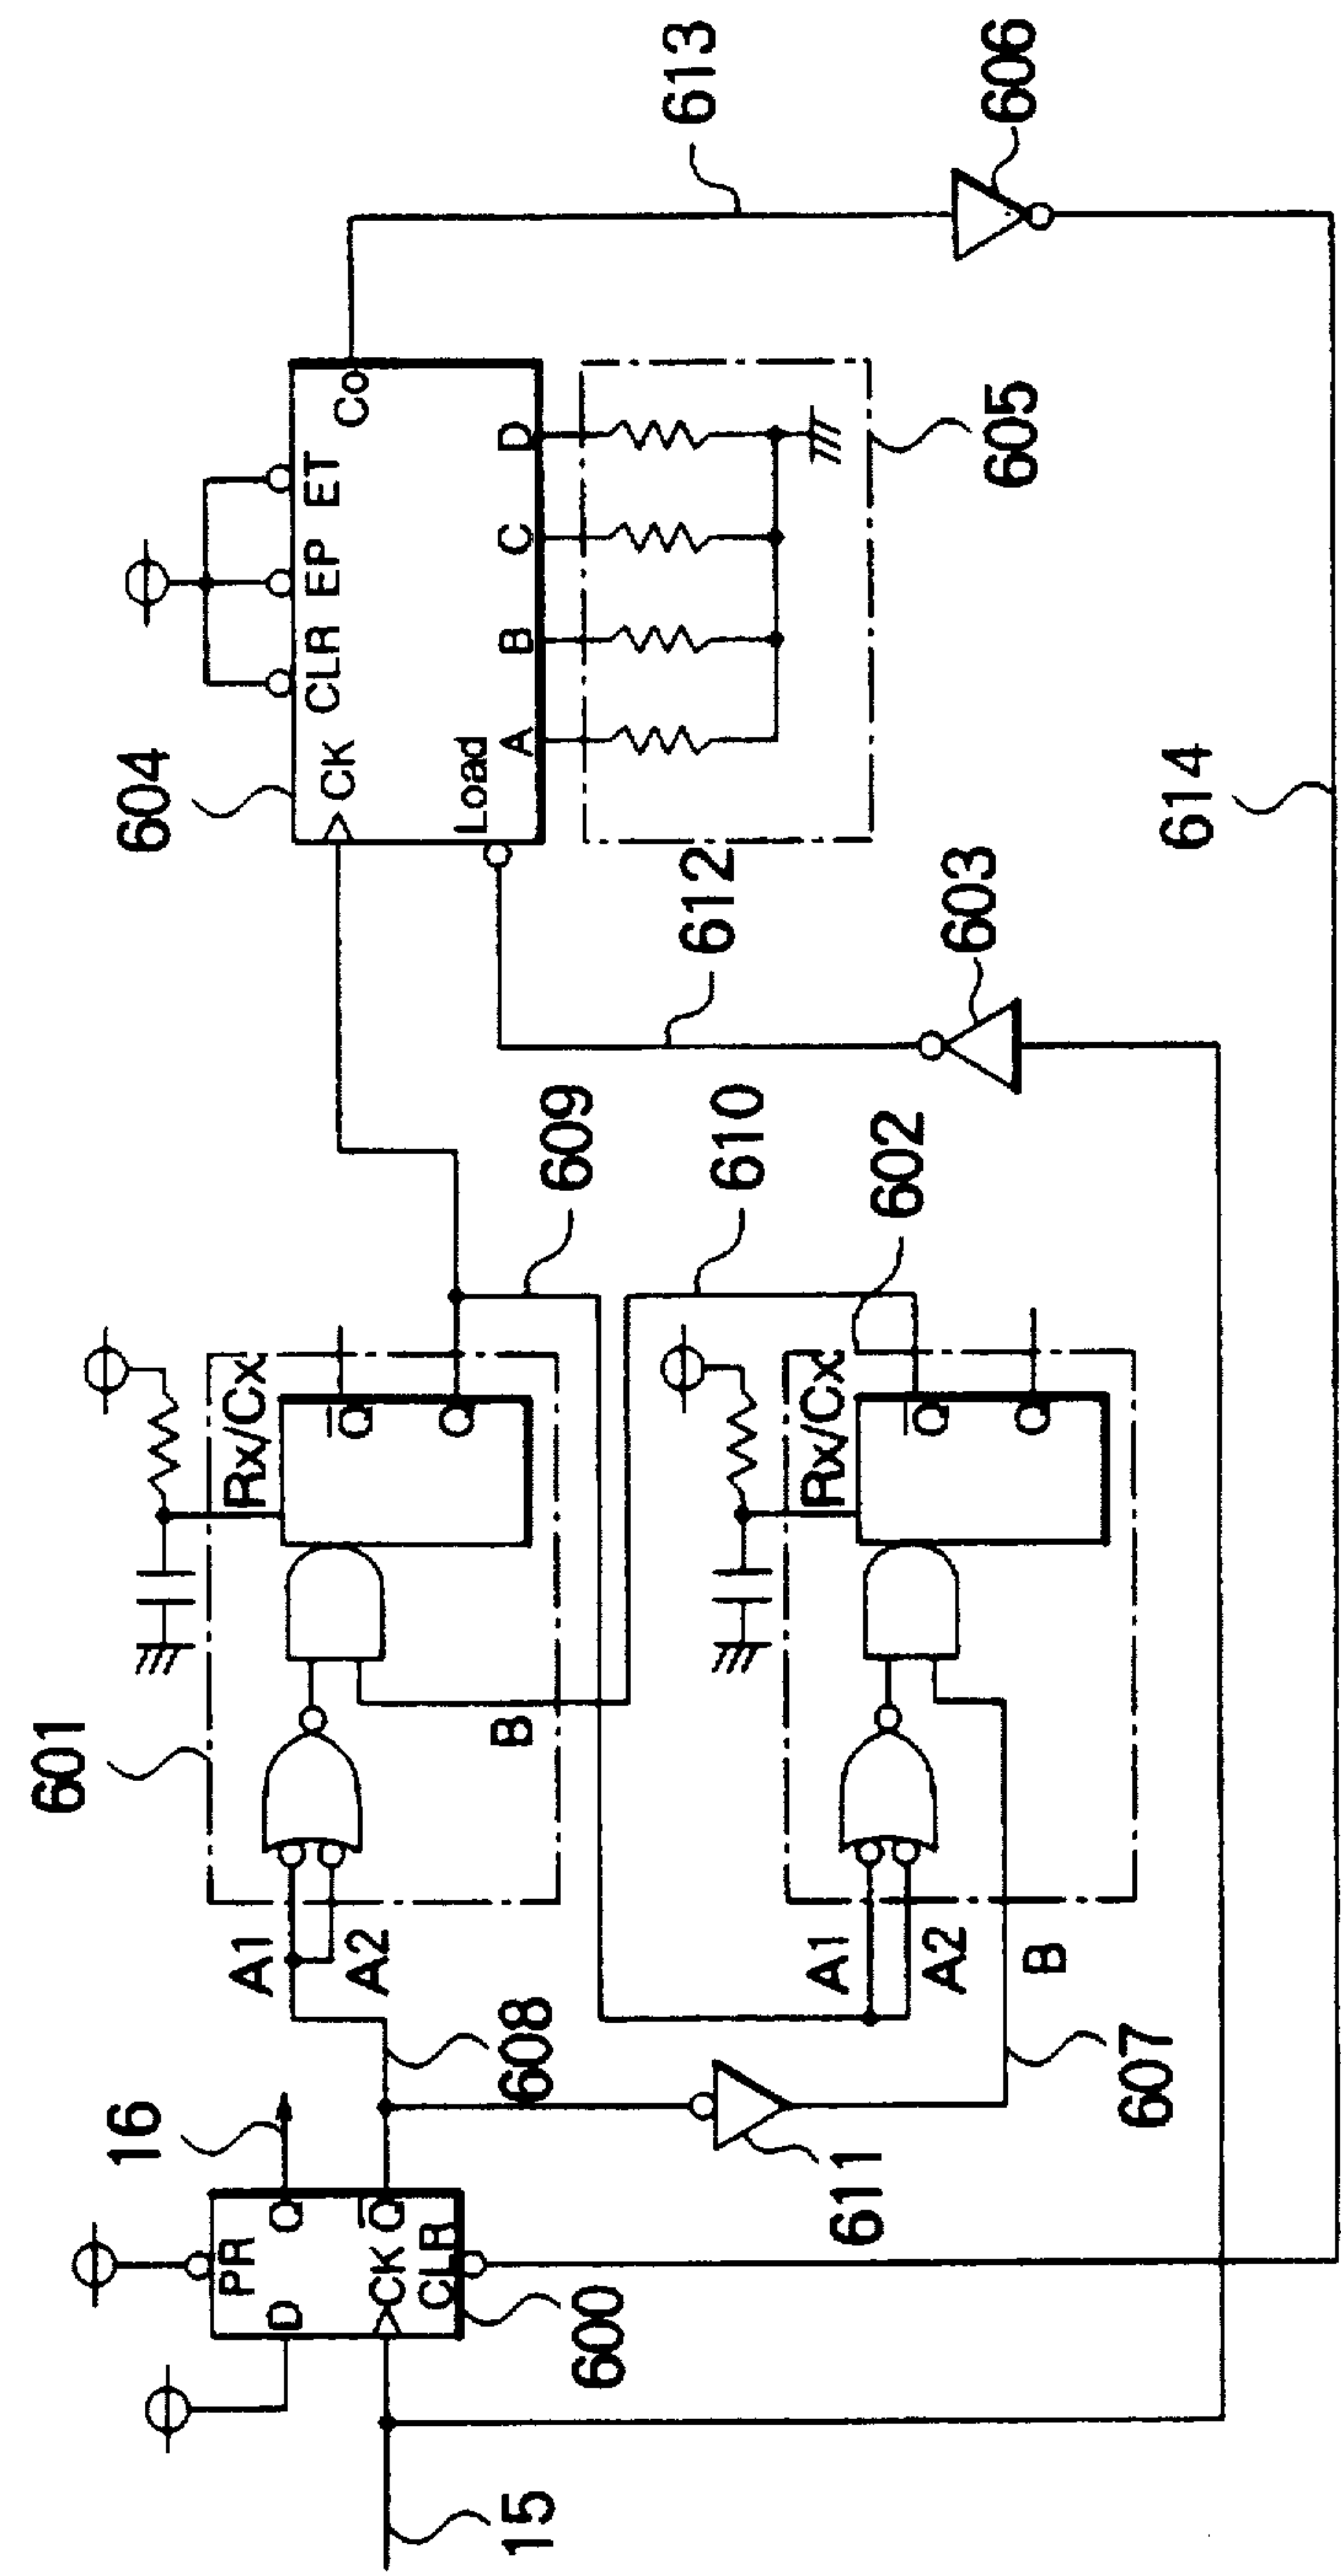 15
16
PR
D
Q
CK Q
CLR
600
608
611
607
601
A1
A2
B
Rx/Cx
Q
Q
609
610
A1
A2
B
Rx/Cx
Q
Q
602
604
CLR EP ET
CK
Co
Load
A B C D
605
612
603
613
606
614